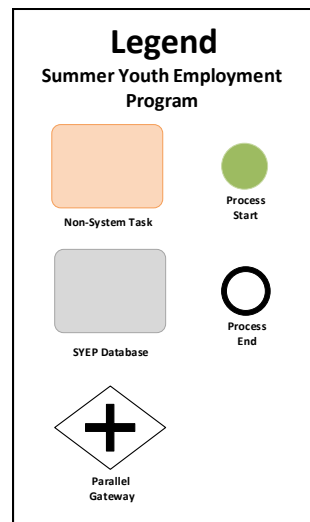 Legend
Summer Youth Employment
Program
Non-System Task
Process
Start
SYEP Database
Process
End
Parallel
Gateway